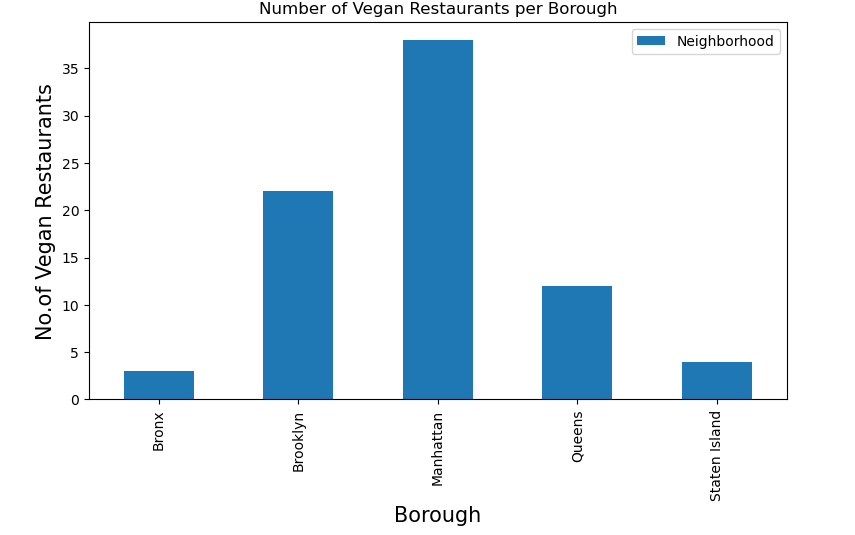 Number of Vegan Restaurants per Borough
Neighborhood
No.of Vegan Restaurants
35
30
25
20
15
10
5
0
Bronx
Brooklyn
Manhattan
Queens
Staten Island
Borough